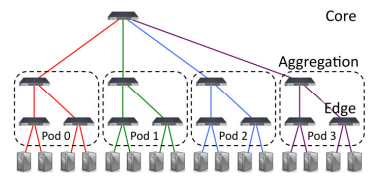 Core
Aggregation
Edge
Pod 0
Pod 1
Pod 2
Pod 3